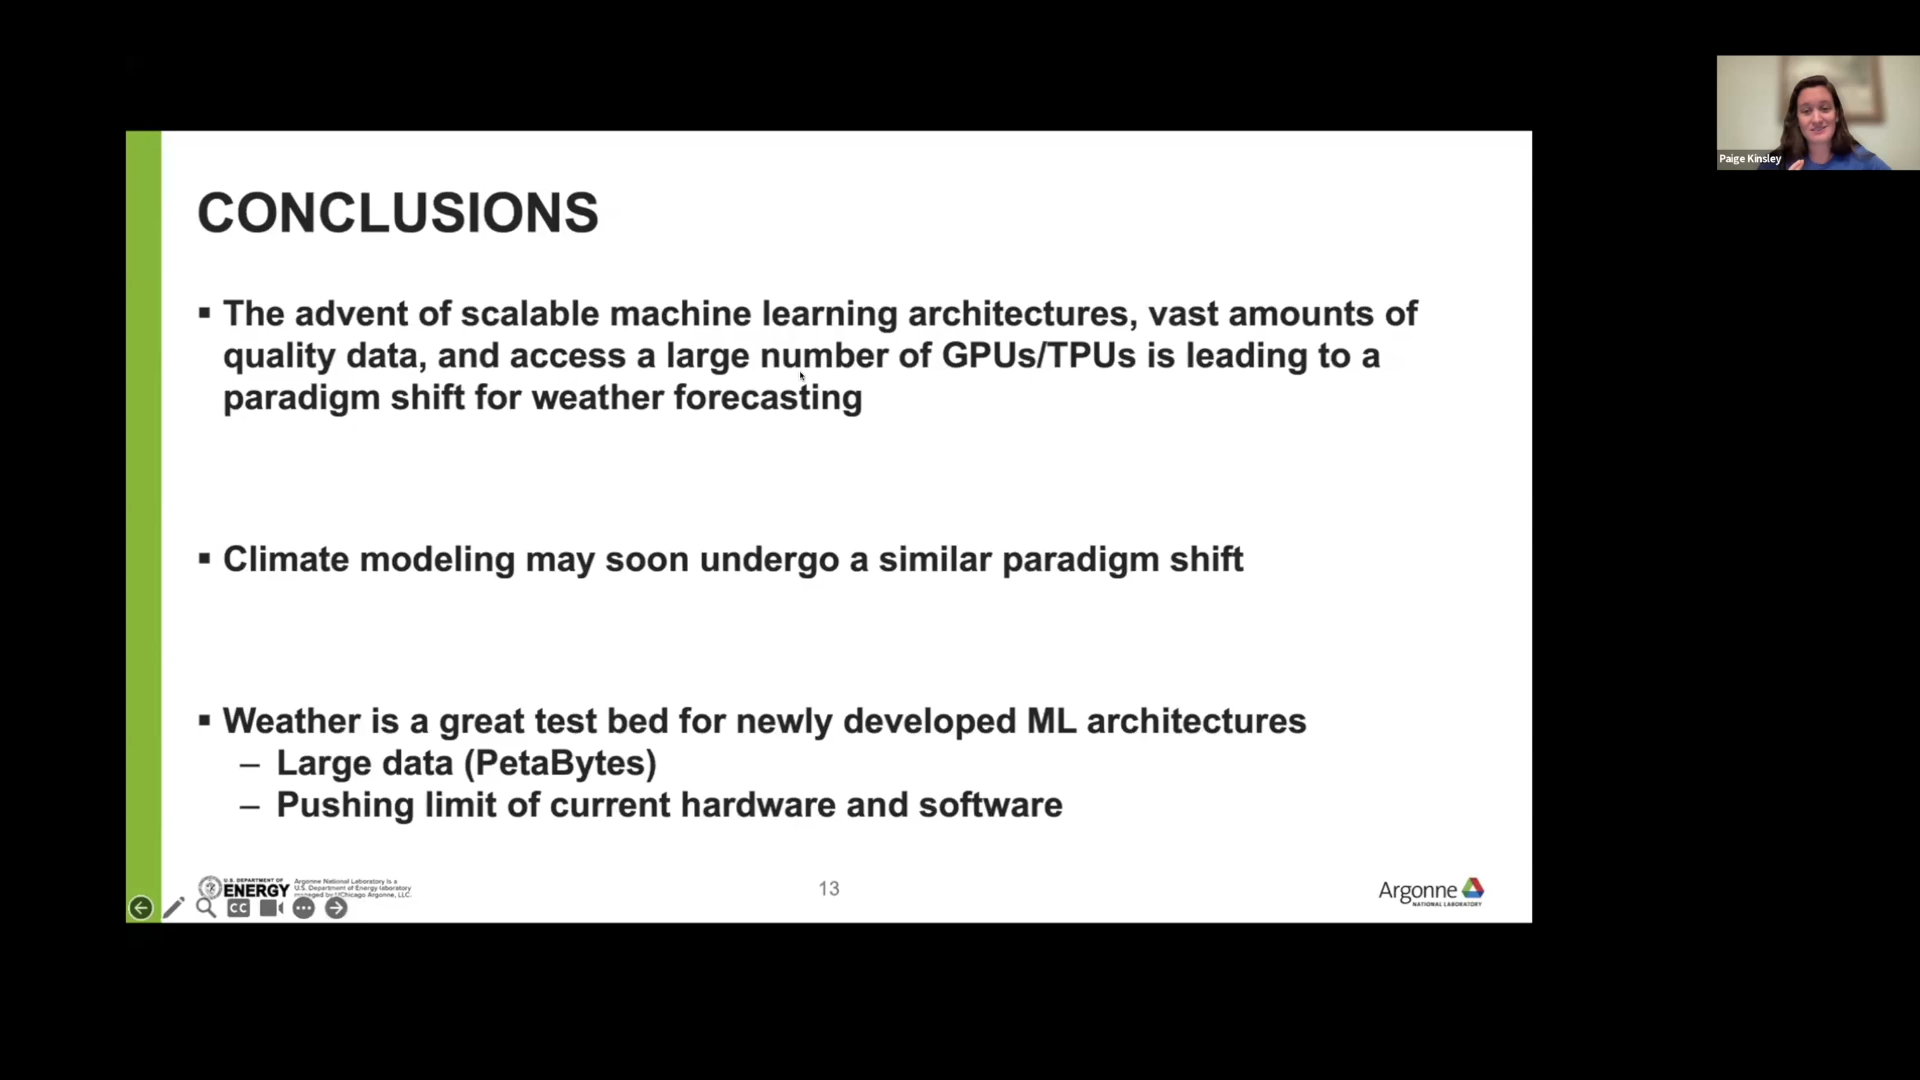 Paige Kinsley
CONCLUSIONS
▪ The advent of scalable machine learning architectures, vast amounts of
quality data, and access a large number of GPUs/TPUs is leading to a
paradigm shift for weather forecasting
▪ Climate modeling may soon undergo a similar paradigm shift
▪ Weather is a great test bed for newly developed ML architectures
– Large data (PetaBytes)
– Pushing limit of current hardware and software
U.S. DEPARTMENT OF
ENERGY
Argonne National Laboratory is a
U.S. Department of Energy laboratory
managed by UChicago Argonne, LLC.
CC
13
Argonne
NATIONAL LABORATORY